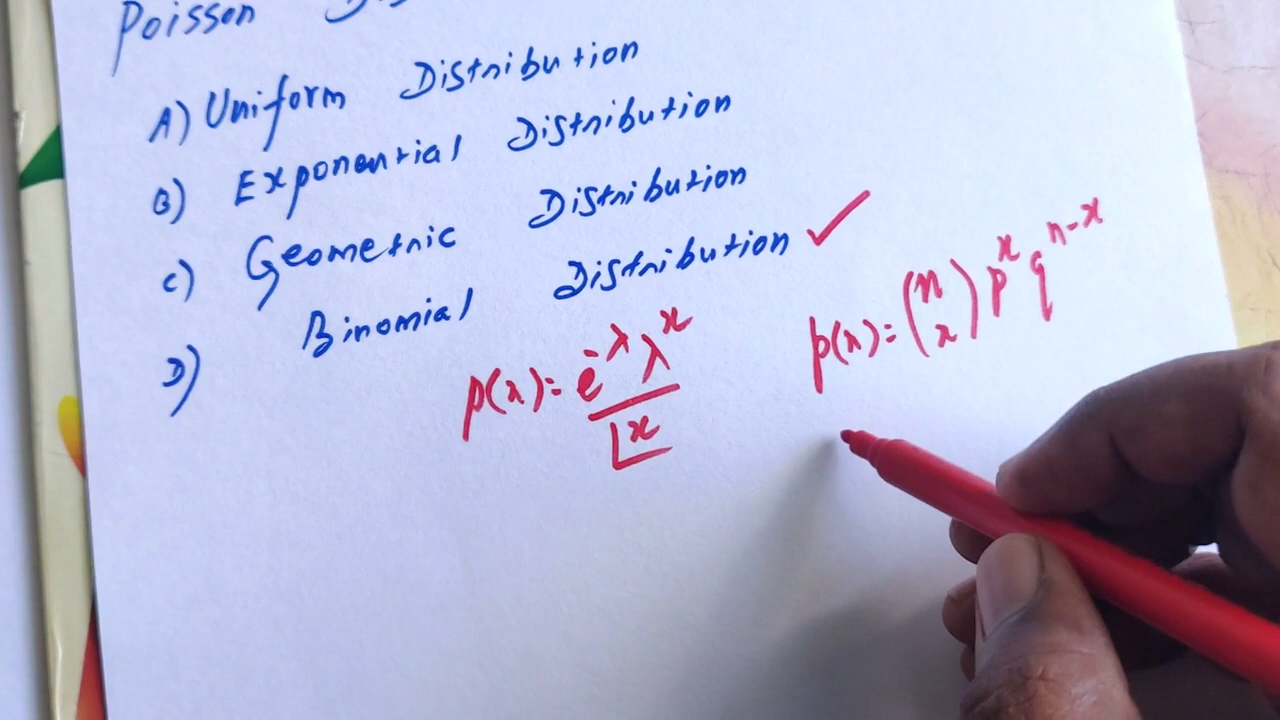 Poisson
A) Uniform Distribution
B) Exponential Distribution
C) Geometric Distribution
D) Binomial Distribution ✓
p(x) = e^-λ λ^x / |x
p(x) = (n x) p^x q^n-x